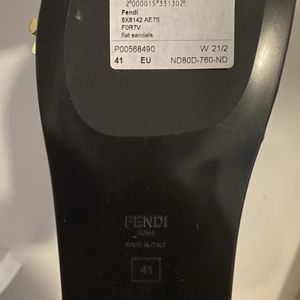 2000015331302
Fendi
8X8142 AE7S
F0R7V
flat sandals
P00568490 W 21/2
41 EU ND80D-760-ND
FENDI
ROMA
MADE IN ITALY
41